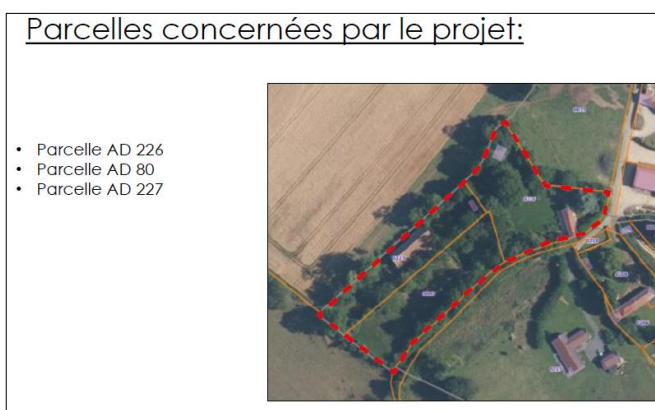 Parcelles concernées par le projet:
• Parcelle AD 226
• Parcelle AD 80
• Parcelle AD 227